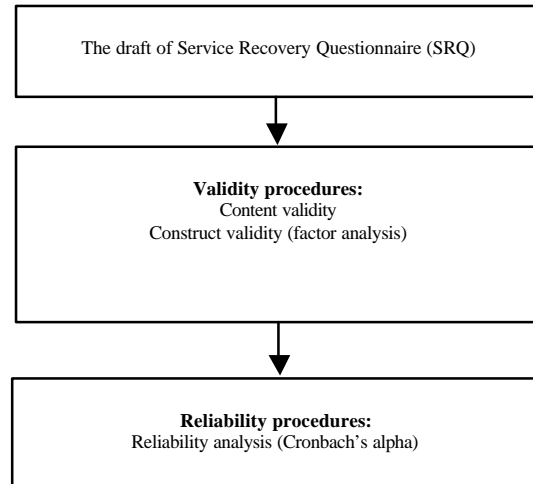 The draft of Service Recovery Questionnaire (SRQ)
Validity procedures:
Content validity
Construct validity (factor analysis)
Reliability procedures:
Reliability analysis (Cronbach’s alpha)